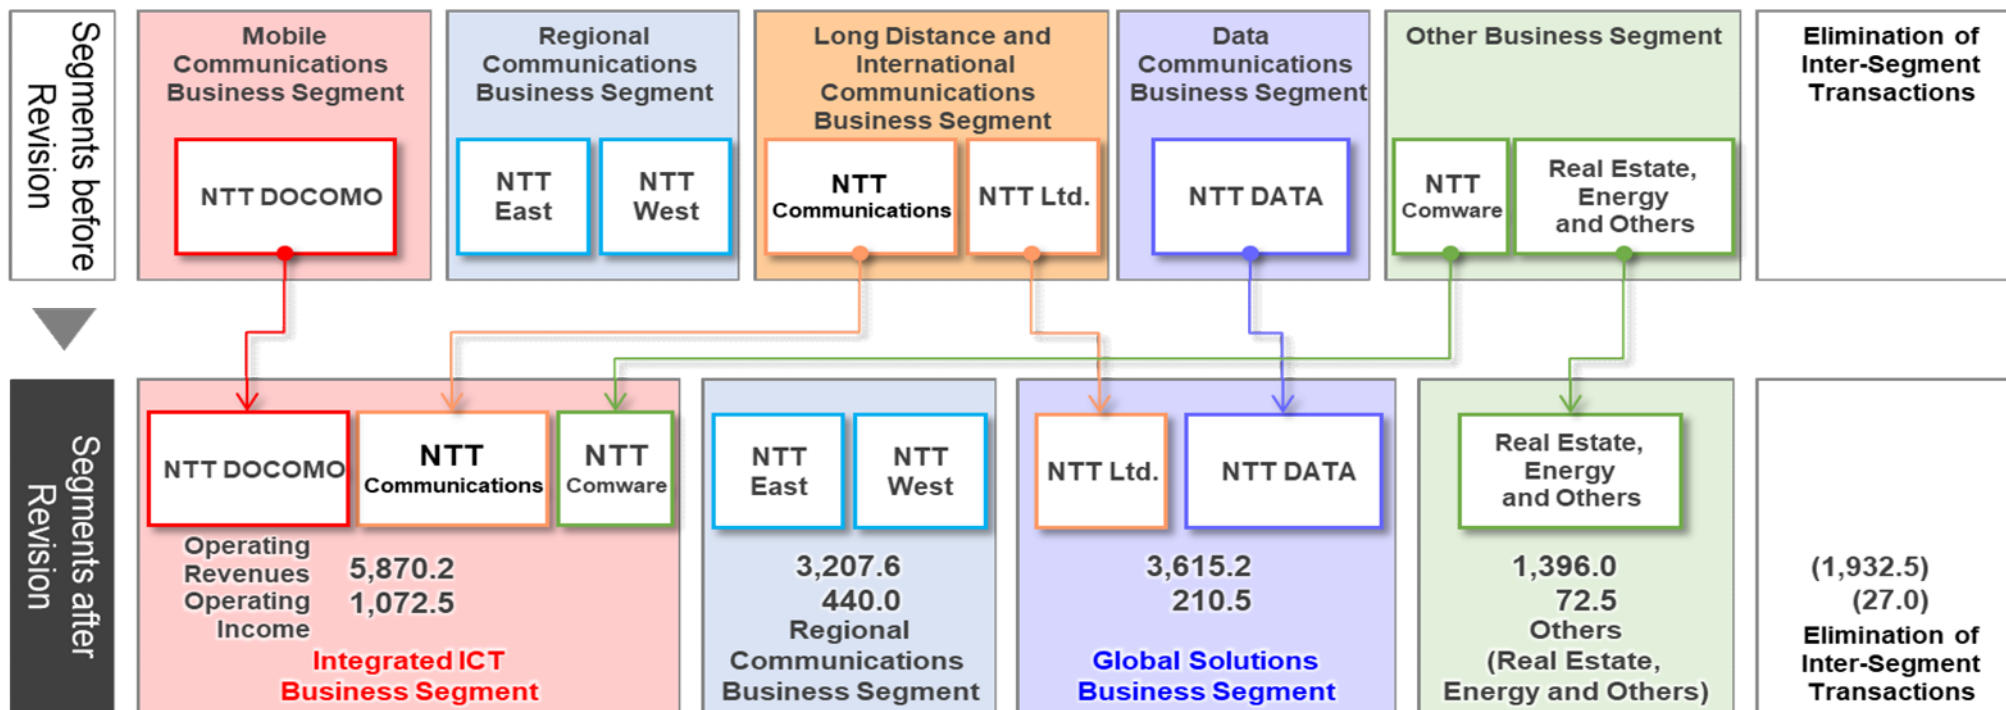 Segments before
Revision
Mobile
Communications
Business Segment
NTT DOCOMO
Regional
Communications
Business Segment
NTT
East
NTT
West
Long Distance and
International
Communications
Business Segment
NTT
Communications
NTT Ltd.
Data
Communications
Business Segment
NTT DATA
Other Business Segment
NTT
Comware
Real Estate,
Energy
and Others
Elimination of
Inter-Segment
Transactions
Segments after
Revision
NTT DOCOMO
NTT
Communications
NTT
Comware
Operating
Revenues
5,870.2
Operating
Income
1,072.5
Integrated ICT
Business Segment
NTT
East
NTT
West
3,207.6
440.0
Regional
Communications
Business Segment
NTT Ltd.
NTT DATA
3,615.2
210.5
Global Solutions
Business Segment
Real Estate,
Energy
and Others
1,396.0
72.5
Others
(Real Estate,
Energy and Others)
(1,932.5)
(27.0)
Elimination of
Inter-Segment
Transactions